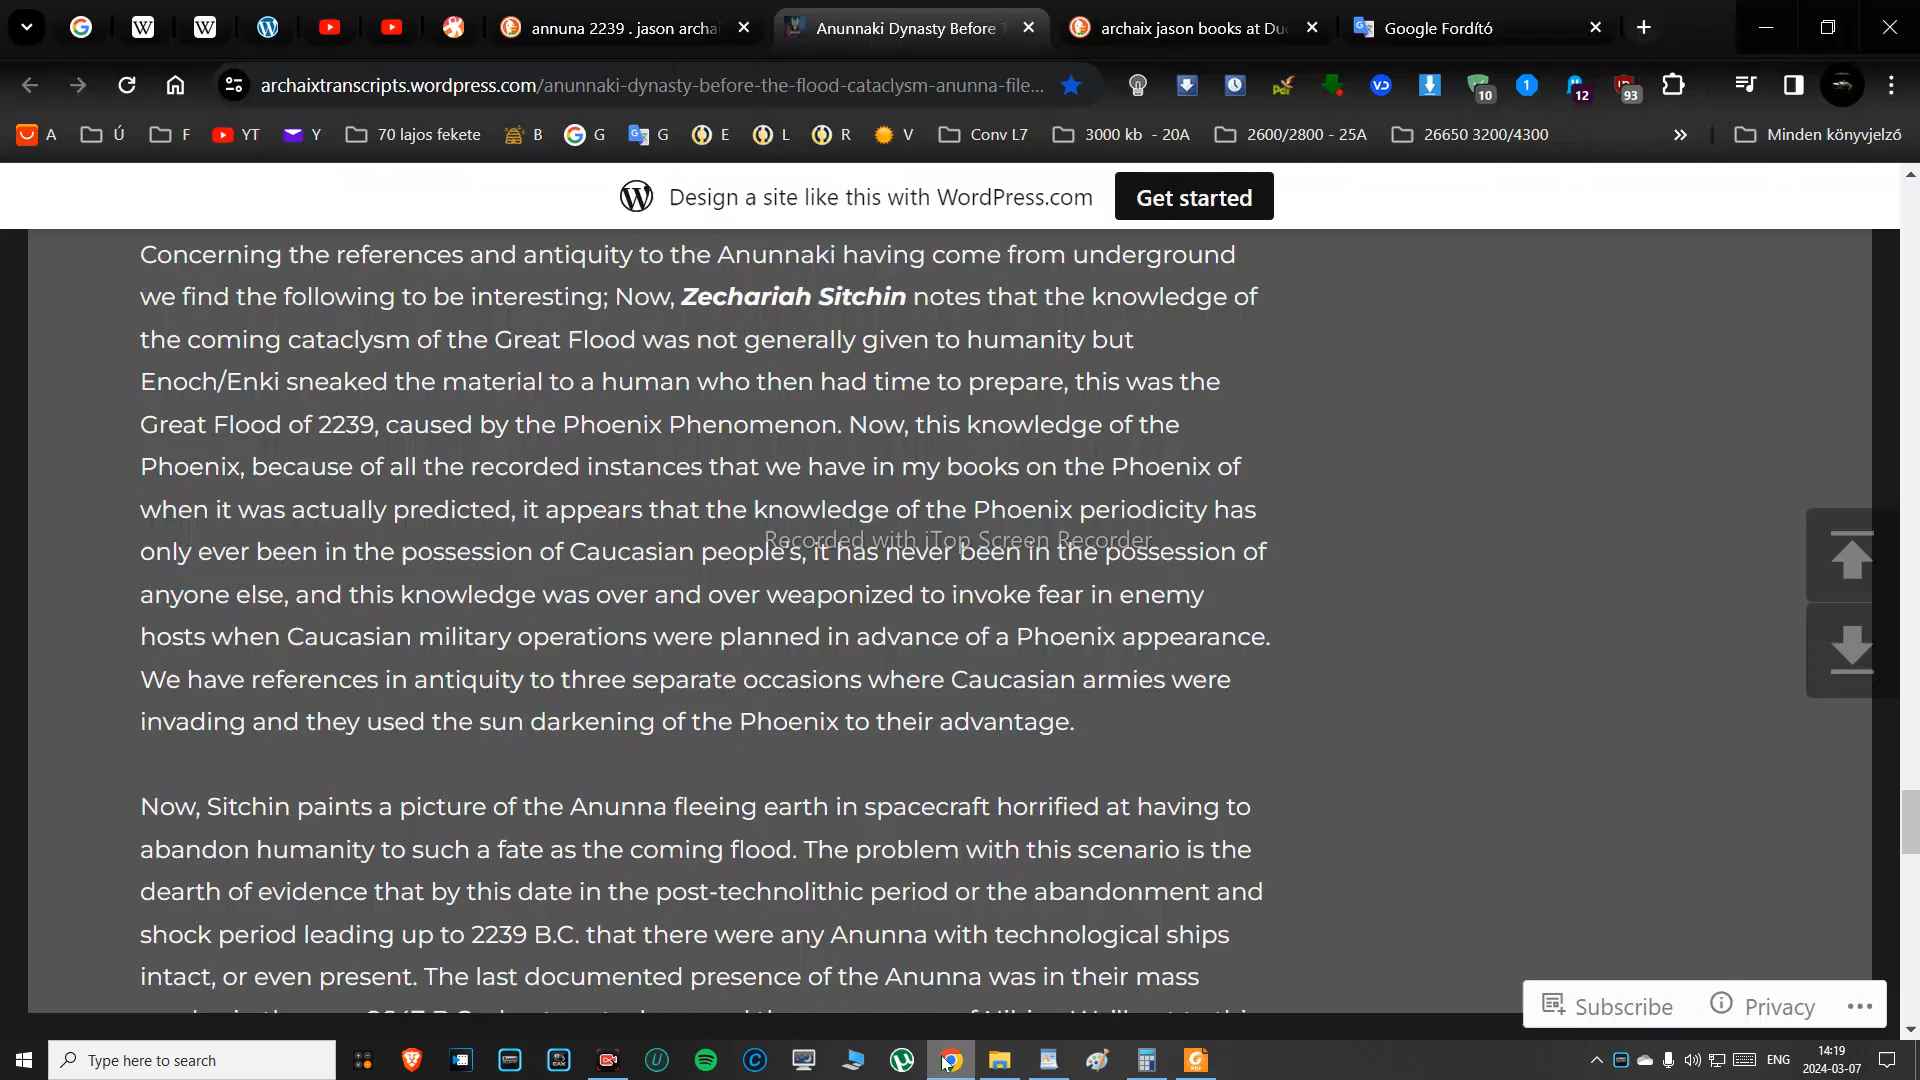 annuna 2239 . jason archai
Anunnaki Dynasty Before T
archaix jason books at Duc
Google Fordító
archaixtranscripts.wordpress.com/anunnaki-dynasty-before-the-flood-cataclysm-anunna-file...
10
1
12
93
A
Ú
F
YT
Y
70 lajos fekete
B
G
G
E
L
R
V
Conv L7
3000 kb - 20A
2600/2800 - 25A
26650 3200/4300
»
Minden könyvjelző
Design a site like this with WordPress.com
Get started
Concerning the references and antiquity to the Anunnaki having come from underground
we find the following to be interesting; Now, Zechariah Sitchin notes that the knowledge of
the coming cataclysm of the Great Flood was not generally given to humanity but
Enoch/Enki sneaked the material to a human who then had time to prepare, this was the
Great Flood of 2239, caused by the Phoenix Phenomenon. Now, this knowledge of the
Phoenix, because of all the recorded instances that we have in my books on the Phoenix of
when it was actually predicted, it appears that the knowledge of the Phoenix periodicity has
Recorded with iTop Screen Recorder
only ever been in the possession of Caucasian people's, it has never been in the possession of
anyone else, and this knowledge was over and over weaponized to invoke fear in enemy
hosts when Caucasian military operations were planned in advance of a Phoenix appearance.
We have references in antiquity to three separate occasions where Caucasian armies were
invading and they used the sun darkening of the Phoenix to their advantage.
Now, Sitchin paints a picture of the Anunna fleeing earth in spacecraft horrified at having to
abandon humanity to such a fate as the coming flood. The problem with this scenario is the
dearth of evidence that by this date in the post-technolithic period or the abandonment and
shock period leading up to 2239 B.C. that there were any Anunna with technological ships
intact, or even present. The last documented presence of the Anunna was in their mass
Subscribe
Privacy
...
Type here to search
ENG
14:19
2024-03-07